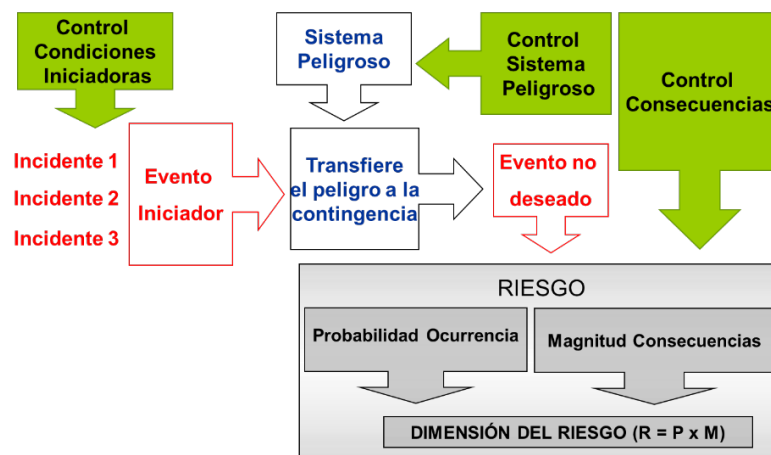 Control
Condiciones
Iniciadoras
Sistema
Peligroso
Control
Sistema
Peligroso
Control
Consecuencias
Incidente 1
Incidente 2
Incidente 3
Evento
Iniciador
Transfiere
el peligro a la
contingencia
Evento no
deseado
RIESGO
Probabilidad Ocurrencia
Magnitud Consecuencias
DIMENSIÓN DEL RIESGO (R = P x M)